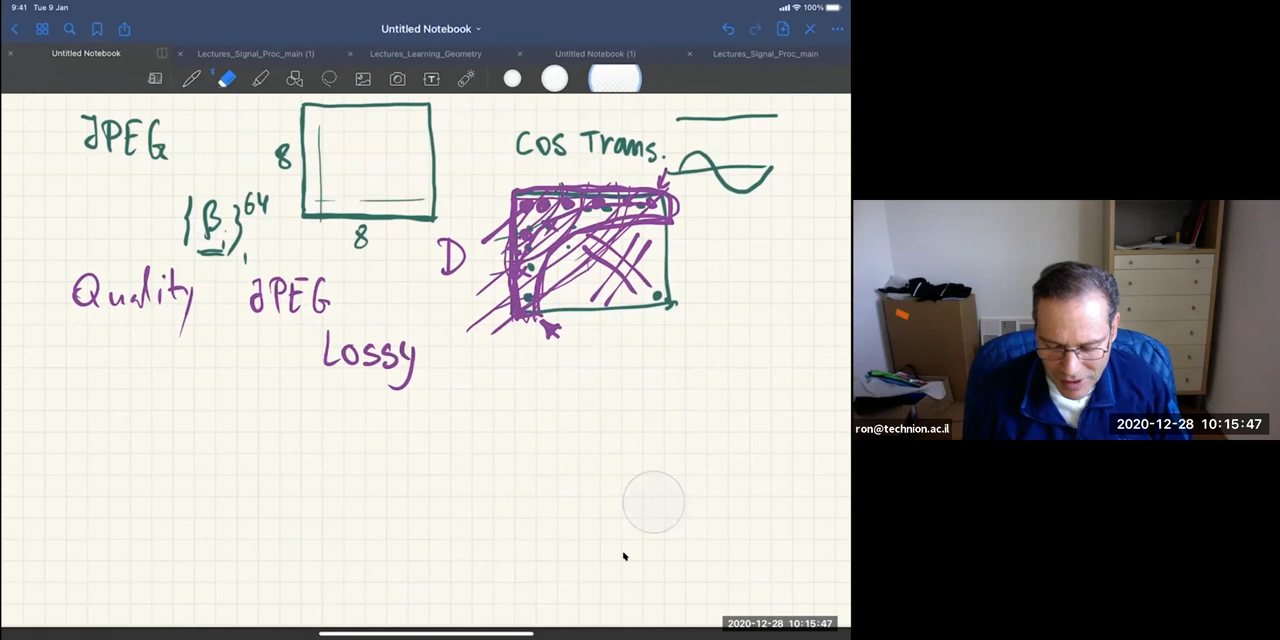 9:41 Tue 9 Jan
100%
Untitled Notebook
Untitled Notebook
Lectures_Signal_Proc_main (1)
Lectures_Learning_Geometry
Untitled Notebook (1)
Lectures_Signal_Proc_main
JPEG
8
8
Cos Trans.
{β_i}^64
D
D
Quality JPEG
Lossy
ron@technion.ac.il
2020-12-28 10:15:47
2020-12-28 10:15:47